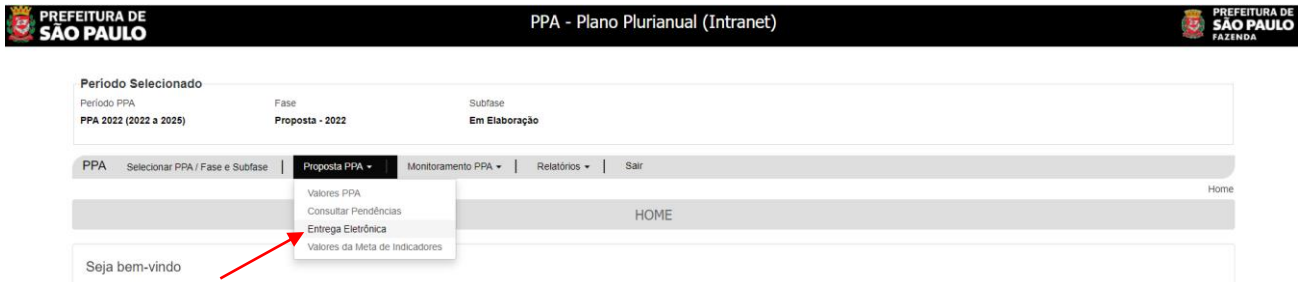 PREFEITURA DE
SÃO PAULO
PPA - Plano Plurianual (Intranet)
PREFEITURA DE
SÃO PAULO
FAZENDA
Período Selecionado
Período PPA Fase Subfase
PPA 2022 (2022 a 2025) Proposta - 2022 Em Elaboração
PPA Selecionar PPA / Fase e Subfase | Proposta PPA | Monitoramento PPA | Relatórios | Sair
Home
Valores PPA
Consultar Pendências
HOME
Entrega Eletrônica
Valores da Meta de Indicadores
Seja bem-vindo